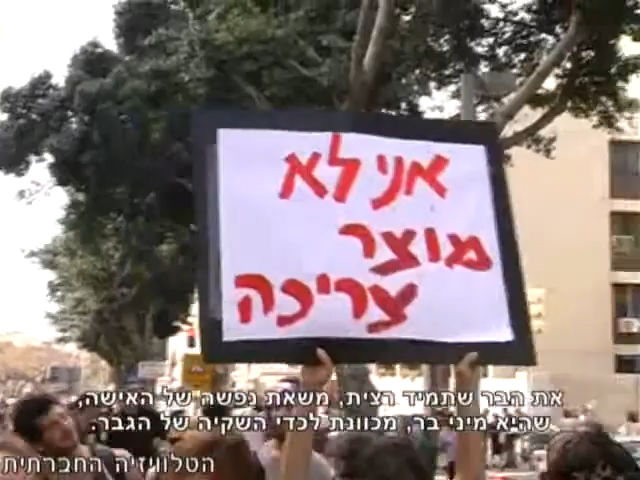 אני לא
מוצר
צריכה
את הבר שתמיד רצית, משאת נפשה של האישה,
שהיא מיני בר, מכוונת לכדי השקיה של הגבר.
הטלוויזיה החברתית